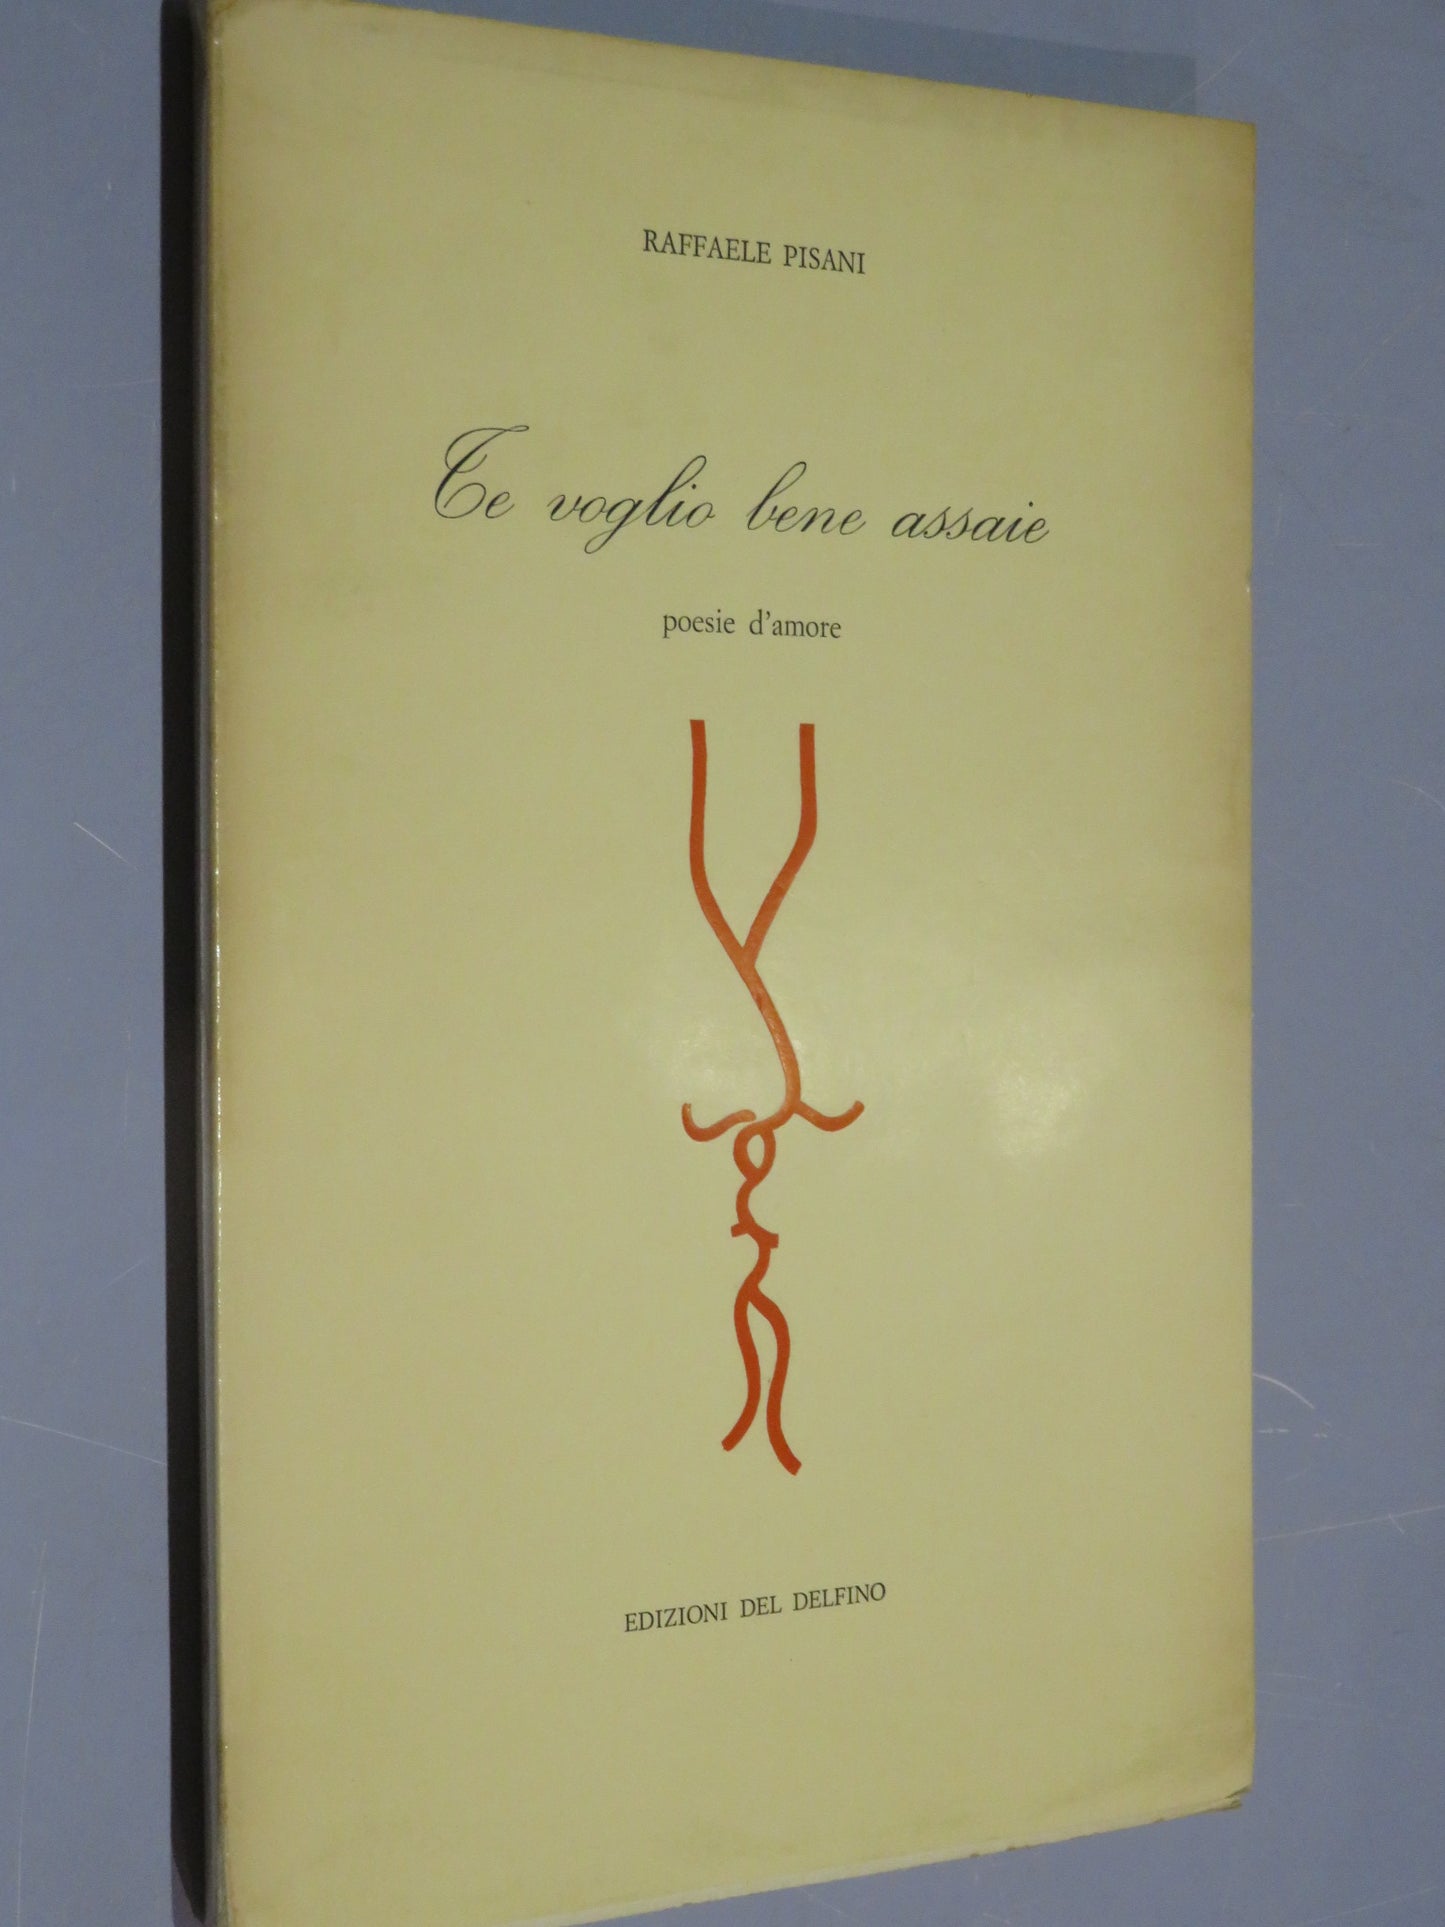 RAFFAELE PISANI
Te voglio bene assaie
poesie d'amore
EDIZIONI DEL DELFINO